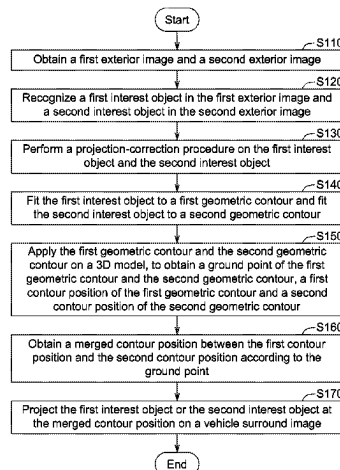 Start
S110
Obtain a first exterior image and a second exterior image
S120
Recognize a first interest object in the first exterior image and
a second interest object in the second exterior image
S130
Perform a projection-correction procedure on the first interest
object and the second interest object
S140
Fit the first interest object to a first geometric contour and fit
the second interest object to a second geometric contour
S150
Apply the first geometric contour and the second geometric
contour on a 3D model, to obtain a ground point of the first
geometric contour and the second geometric contour, a first
contour position of the first geometric contour and a second
contour position of the second geometric contour
S160
Obtain a merged contour position between the first contour
position and the second contour position according to the
ground point
S170
Project the first interest object or the second interest object at
the merged contour position on a vehicle surround image
End